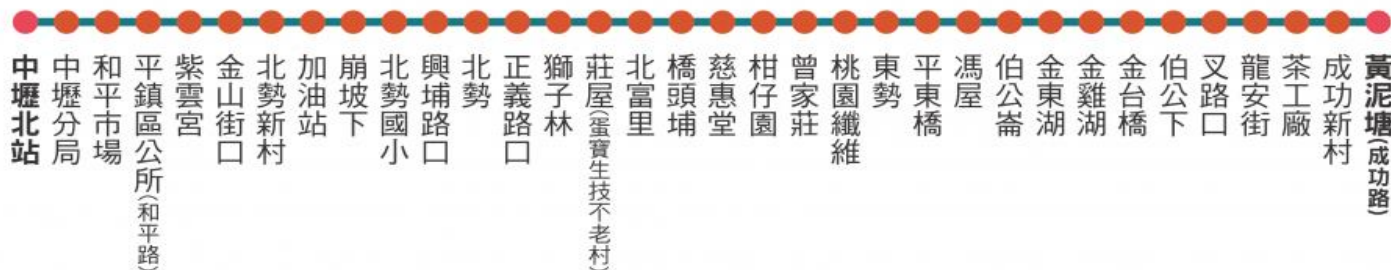 中壢北站
中壢分局
和平市場
平鎮區公所(和平路)
紫雲宮
金山街口
北勢新村
加油站
崩坡下
北勢國小
興埔路口
北勢
正義路口
獅子林
莊屋(蛋寶生技不老村)
北富里
橋頭埔
慈惠堂
柑仔園
曾家莊
桃園纖維
東勢
平東橋
馮屋
伯公崙
金東湖
金雞湖
金台橋
伯公下
叉路口
龍安街
茶工廠
成功新村
黃泥塘(成功路)